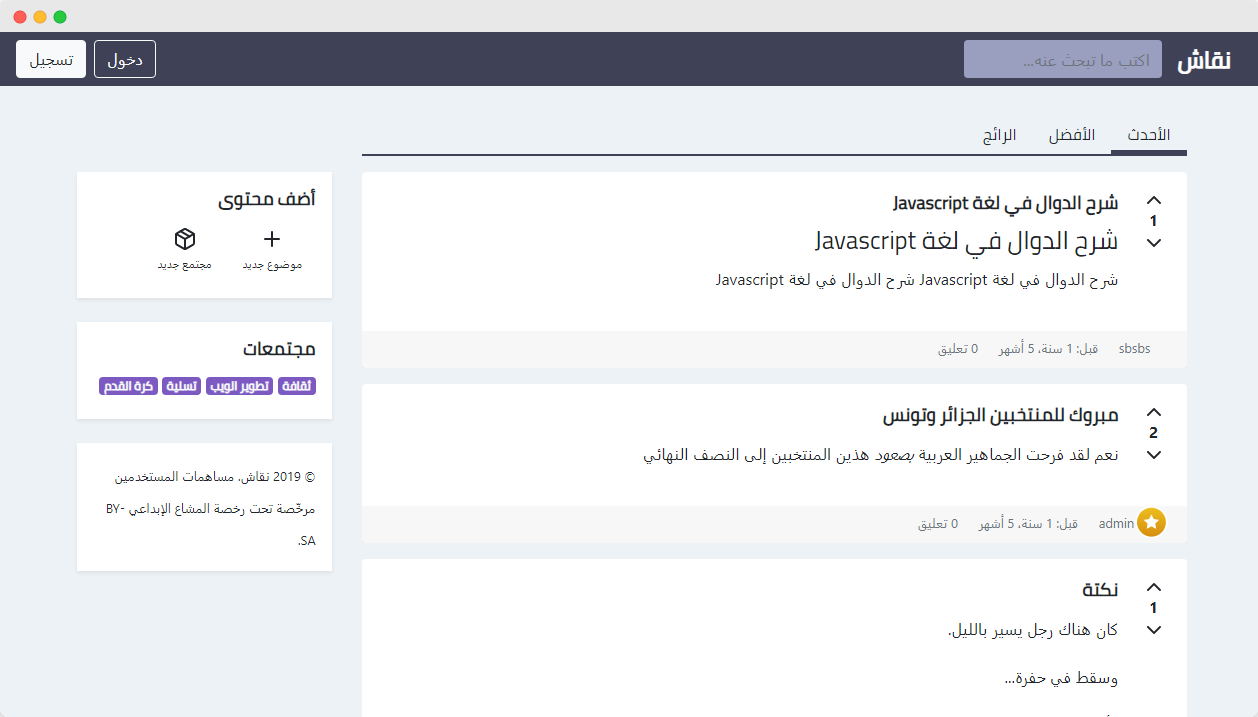 نقاش
اكتب ما تبحث عنه...
دخول
تسجيل
الأحدث
الأفضل
الرائج
شرح الدوال في لغة Javascript
1
شرح الدوال في لغة Javascript
شرح الدوال في لغة Javascript شرح الدوال في لغة Javascript
sbsbs
قبل: 1 سنة، 5 أشهر
0 تعليق
مبروك للمنتخبين الجزائر وتونس
2
نعم لقد فرحت الجماهير العربية بصعود هذين المنتخبين إلى النصف النهائي
admin
قبل: 1 سنة، 5 أشهر
0 تعليق
نكتة
1
كان هناك رجل يسير بالليل.
وسقط في حفرة...
أضف محتوى
موضوع جديد
مجتمع جديد
مجتمعات
ثقافة تطوير الويب تسلية كرة القدم
© 2019 نقاش. مساهمات المستخدمين
مرخّصة تحت رخصة المشاع الإبداعي BY-
SA.